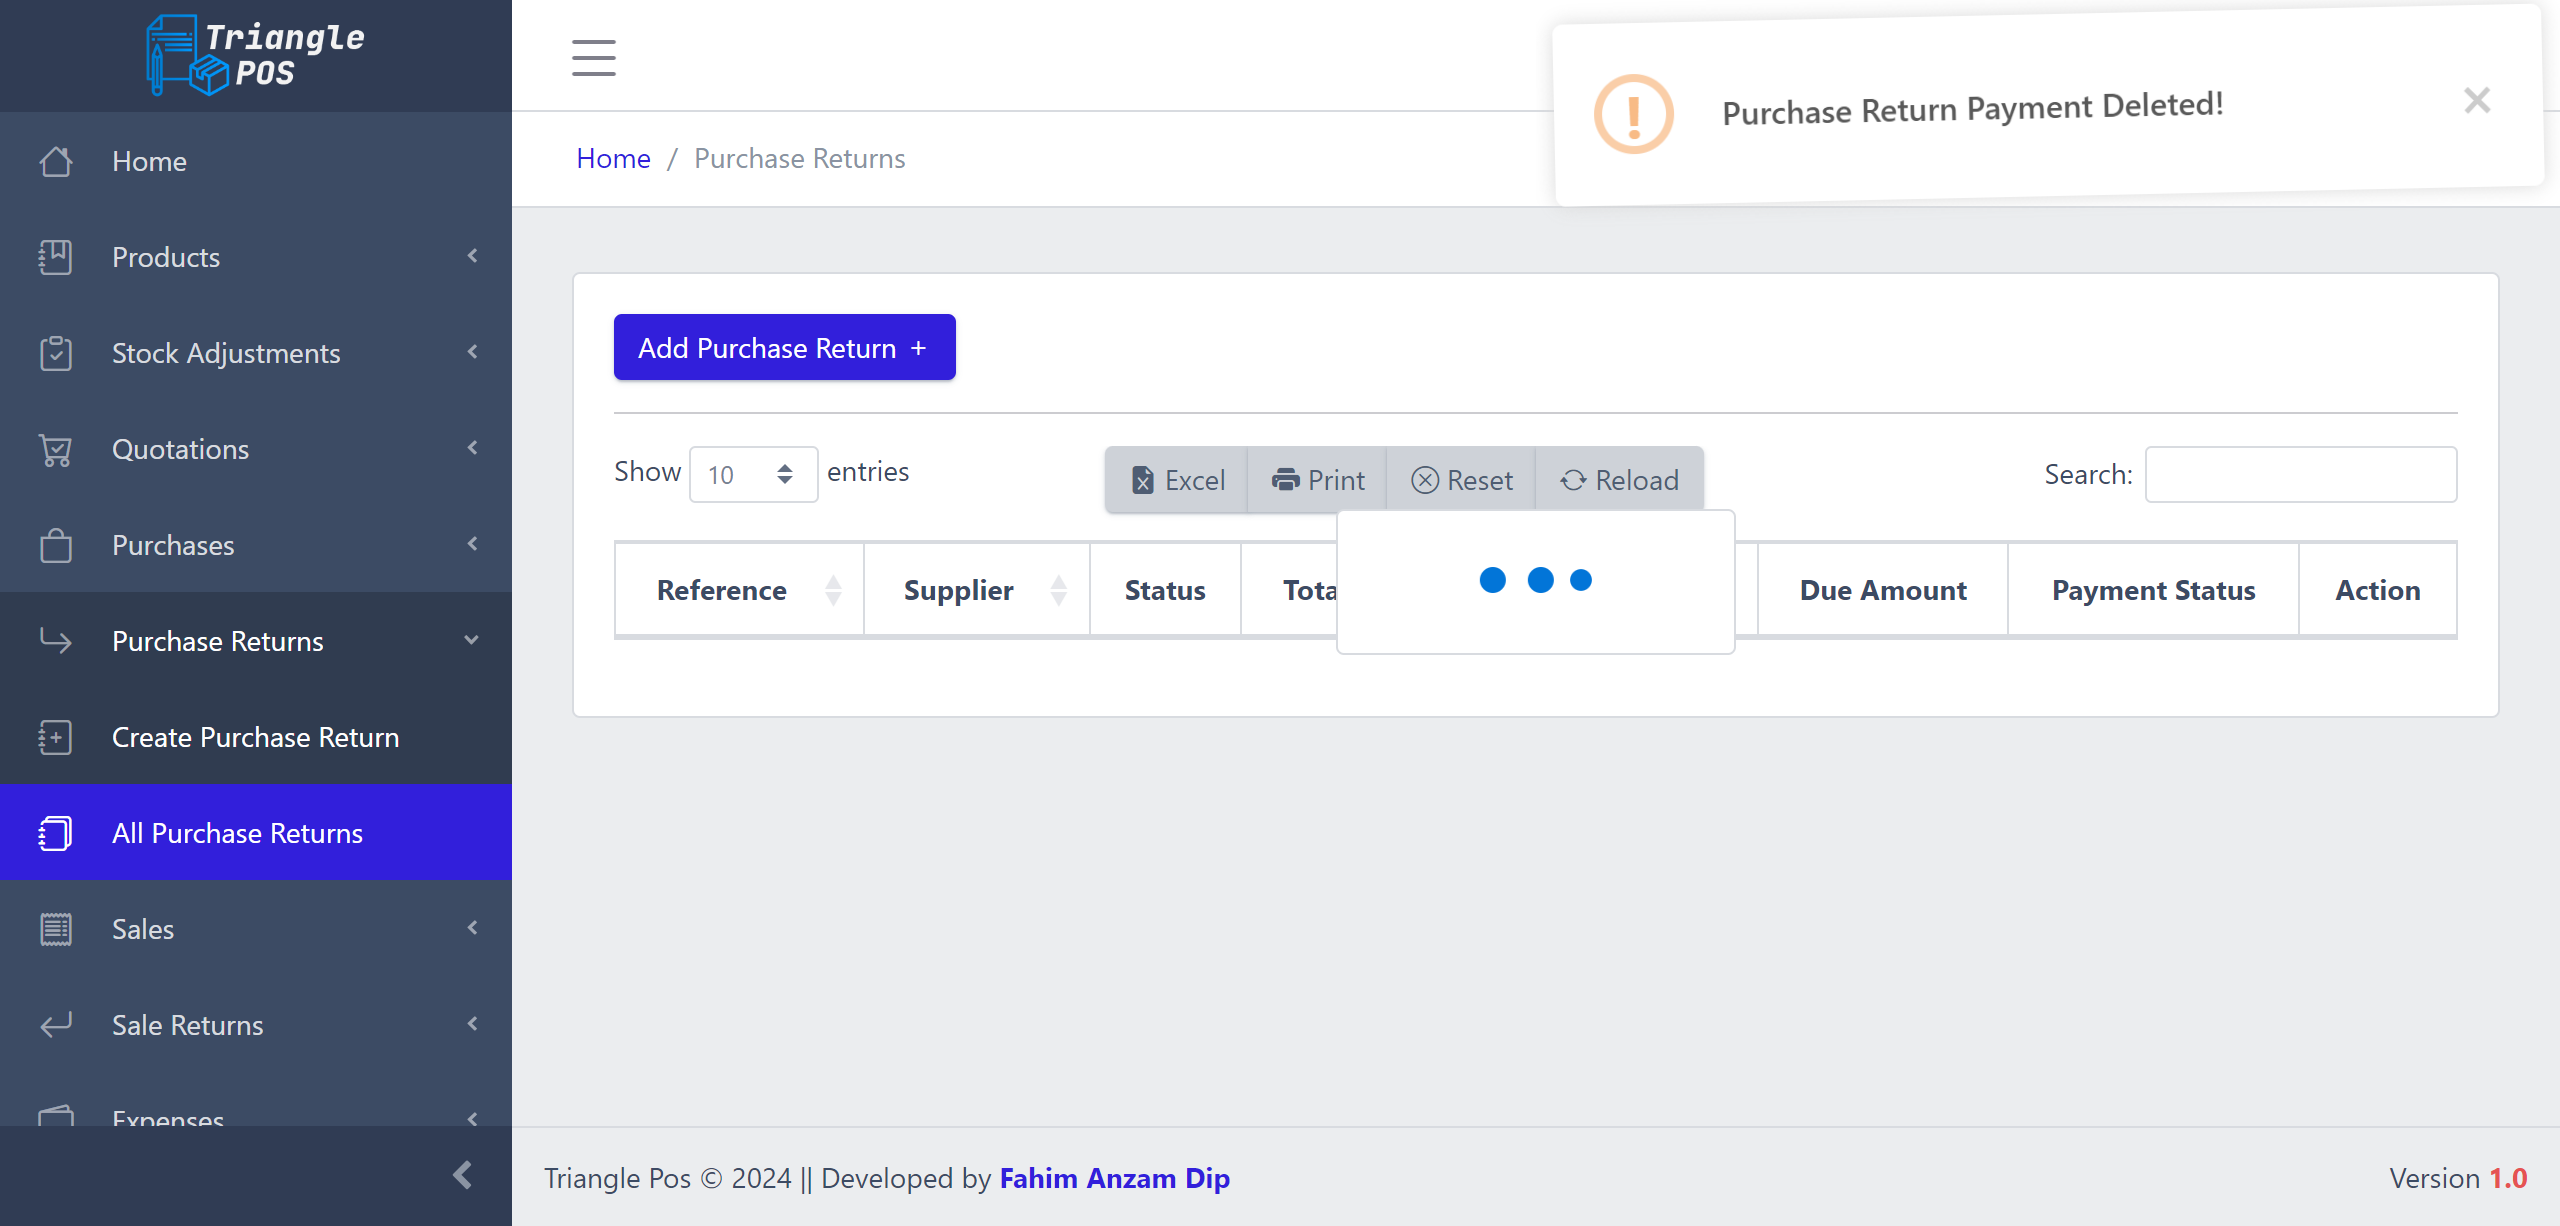 Triangle
POS
Home
Products
Stock Adjustments
Quotations
Purchases
Purchase Returns
Create Purchase Return
All Purchase Returns
Sales
Sale Returns
Expenses
Purchase Return Payment Deleted!
Home / Purchase Returns
Add Purchase Return +
Show 10 entries
Excel Print Reset Reload
Search:
Reference Supplier Status Tota Due Amount Payment Status Action
Triangle Pos © 2024 || Developed by Fahim Anzam Dip
Version 1.0